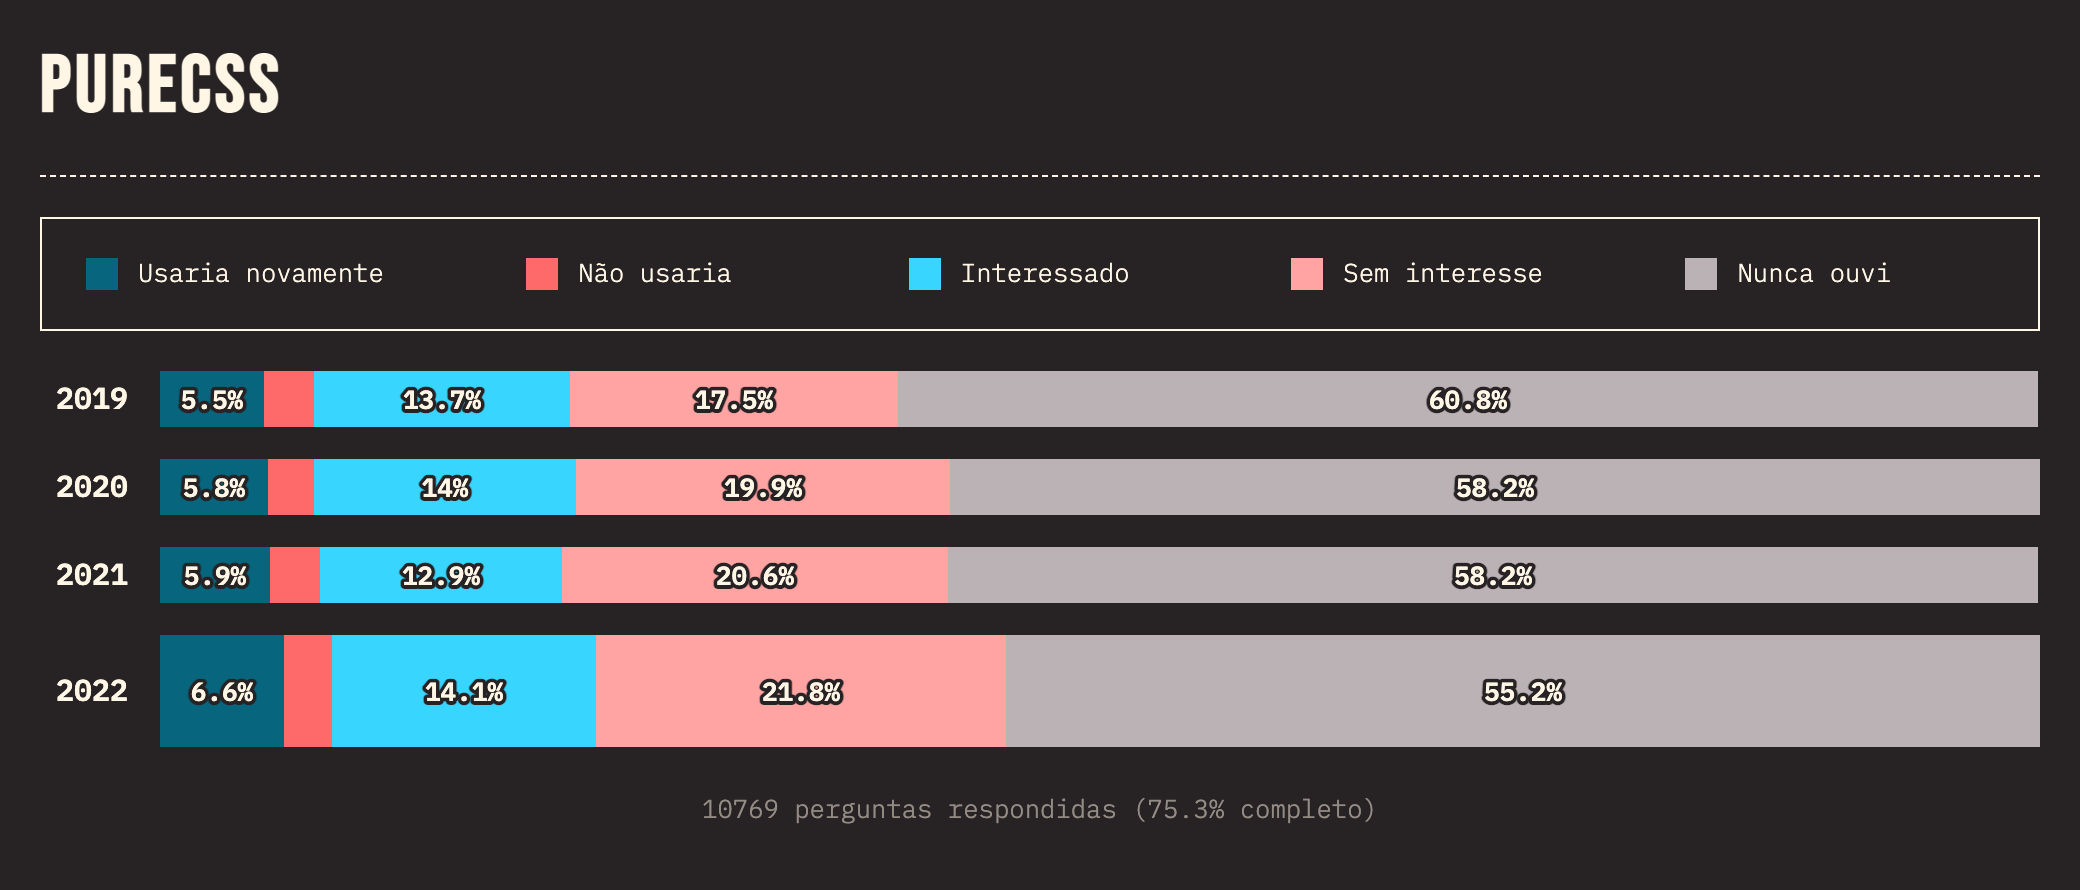 PURECSS
Usaria novamente Não usaria Interessado Sem interesse Nunca ouvi
2019 5.5% 13.7% 17.5% 60.8%
2020 5.8% 14% 19.9% 58.2%
2021 5.9% 12.9% 20.6% 58.2%
2022 6.6% 14.1% 21.8% 55.2%
10769 perguntas respondidas (75.3% completo)